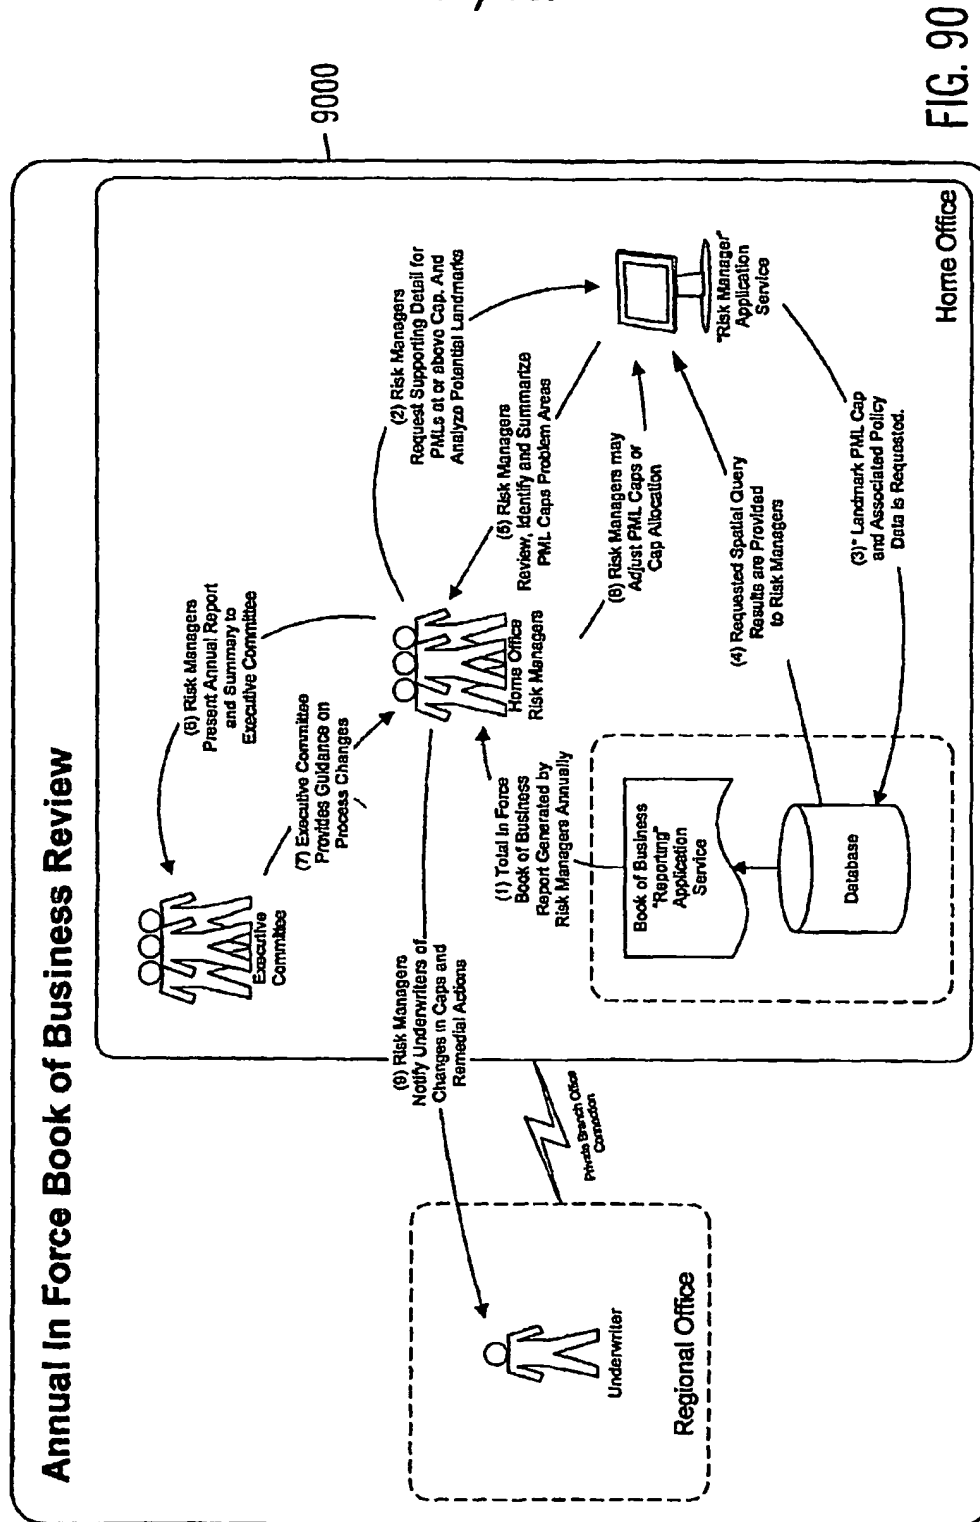 Annual In Force Book of Business Review
9000
Executive
Committee
(6) Risk Managers
Present Annual Report
and Summary to
Executive Committee
(7) Executive Committee
Provides Guidance on
Process Changes
(2) Risk Managers
Request Supporting Detail for
PMLs at or above Cap. And
Analyze Potential Landmarks
(9) Risk Managers
Notify Underwriters of
Changes in Caps and
Remedial Actions
Home Office
Risk Managers
(5) Risk Managers
Review, Identify and Summarize
PML Caps Problem Areas
(1) Total In Force
Book of Business
Report Generated by
Risk Managers Annually
(8) Risk Managers may
Adjust PML Caps or
Cap Allocation
"Risk Manager"
Application
Service
Private Branch Office
Connection
Underwriter
Regional Office
Book of Business
"Reporting"
Application
Service
Database
(4) Requested Spatial Query
Results are Provided
to Risk Managers
(3)* Landmark PML Cap
and Associated Policy
Data is Requested.
Home Office
FIG. 90